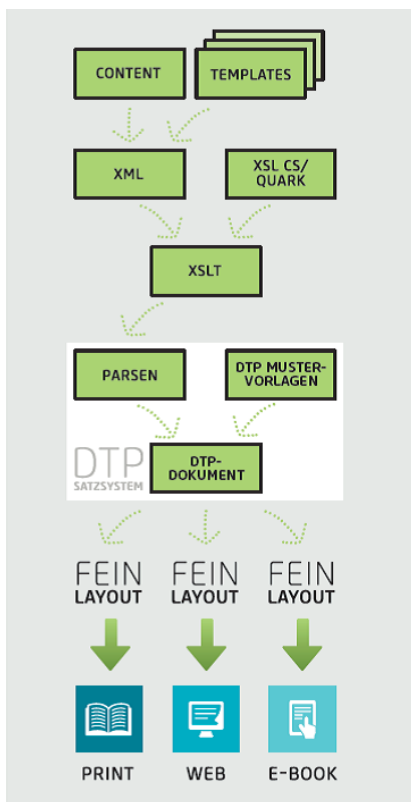 CONTENT
TEMPLATES
XML
XSL CS/
QUARK
XSLT
PARSEN
DTP MUSTER-
VORLAGEN
DTP
SATZSYSTEM
DTP-
DOKUMENT
FEIN
LAYOUT
FEIN
LAYOUT
FEIN
LAYOUT
PRINT
WEB
E-BOOK